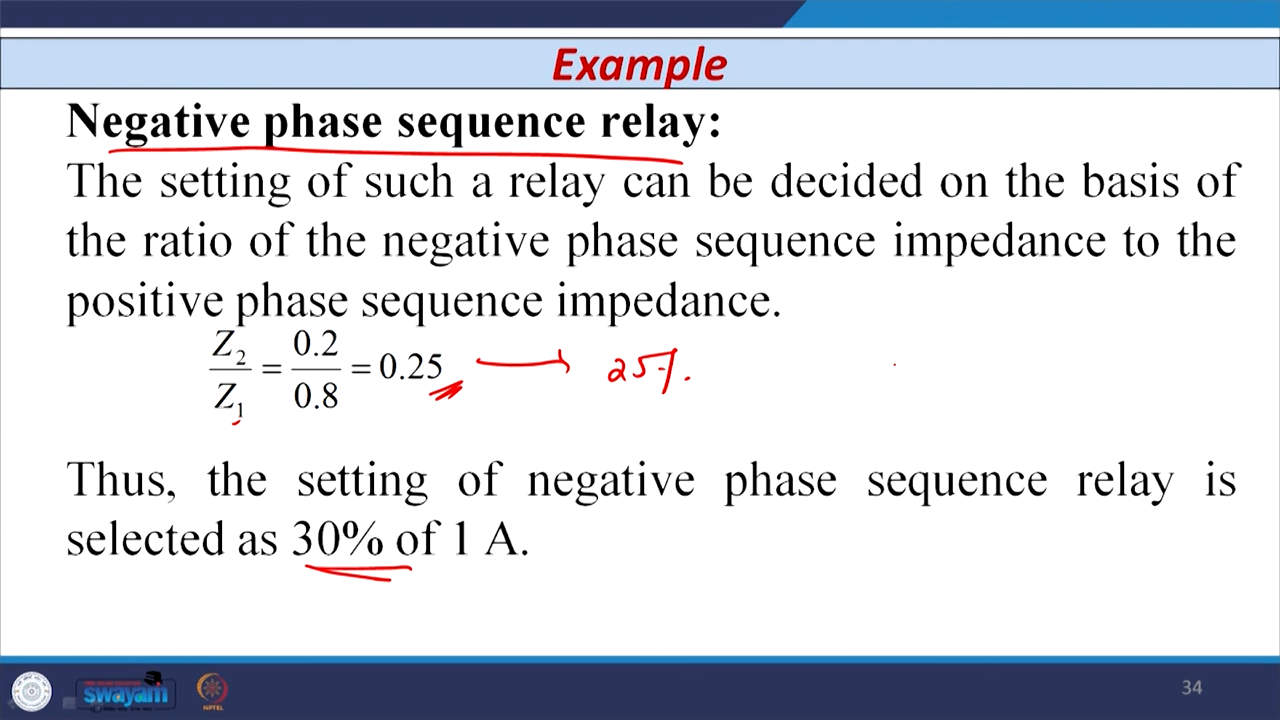 Example
Negative phase sequence relay:
The setting of such a relay can be decided on the basis of
the ratio of the negative phase sequence impedance to the
positive phase sequence impedance.
Z₂/Z₁ = 0.2/0.8 = 0.25 → 25%.
Thus, the setting of negative phase sequence relay is
selected as 30% of 1 A.
swayam
NPTEL
34